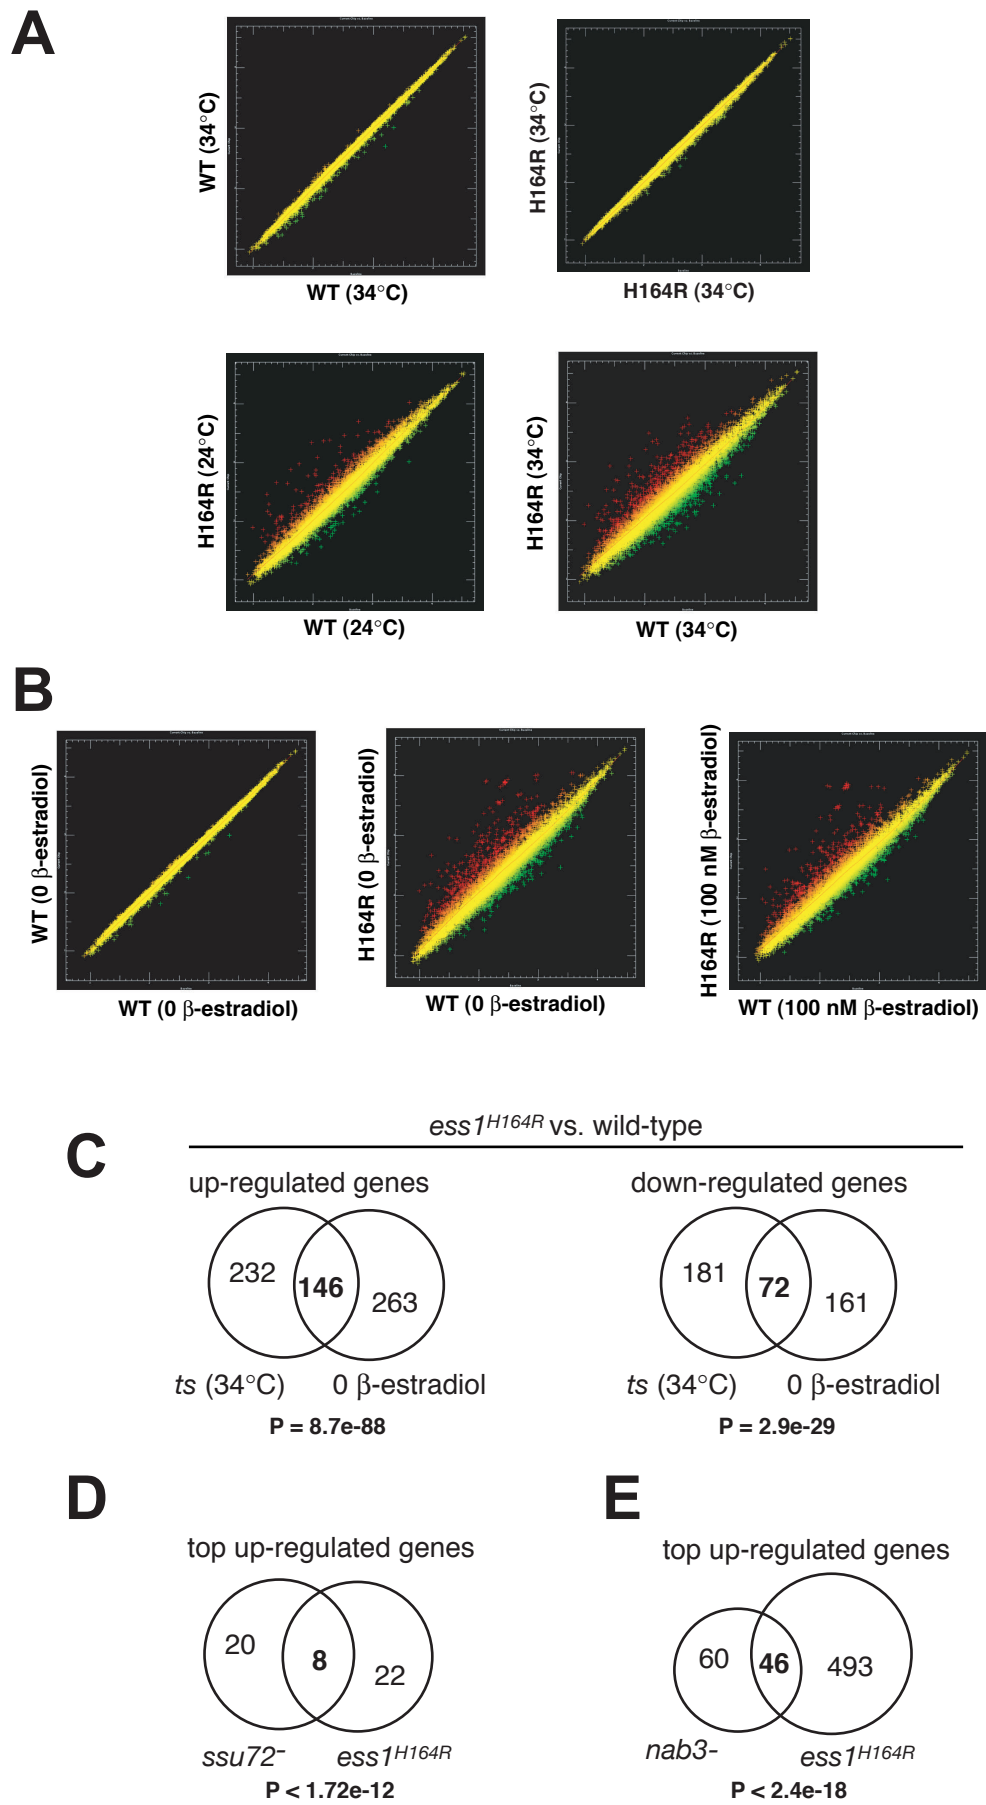 A
WT (34°C)
WT (34°C)
H164R (34°C)
H164R (34°C)
H164R (24°C)
WT (24°C)
H164R (34°C)
WT (34°C)
B
WT (0 β-estradiol)
WT (0 β-estradiol)
H164R (0 β-estradiol)
WT (0 β-estradiol)
H164R (100 nM β-estradiol)
WT (100 nM β-estradiol)
C
ess1H164R vs. wild-type
up-regulated genes
232 146 263
ts (34°C) 0 β-estradiol
P = 8.7e-88
down-regulated genes
181 72 161
ts (34°C) 0 β-estradiol
P = 2.9e-29
D
top up-regulated genes
20 8 22
ssu72- ess1H164R
P < 1.72e-12
E
top up-regulated genes
60 46 493
nab3- ess1H164R
P < 2.4e-18